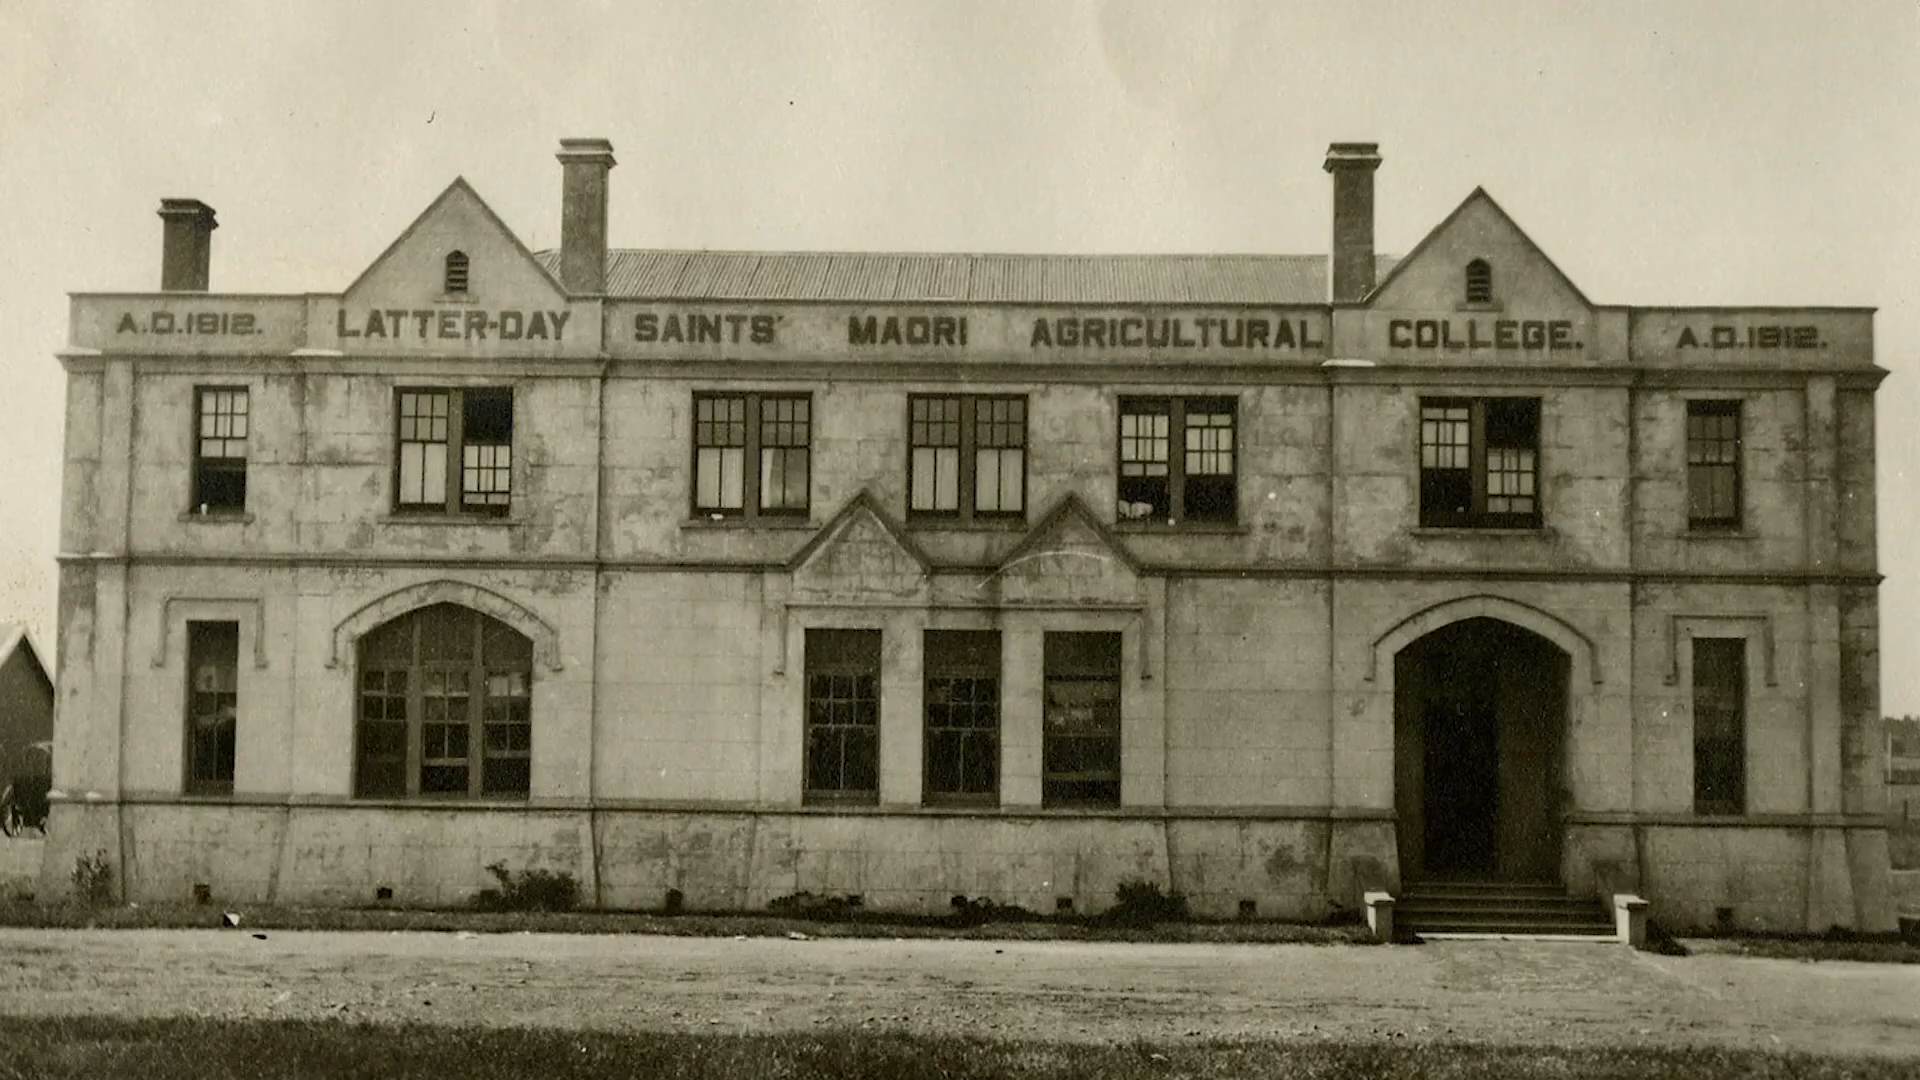 A.D.1912. LATTER-DAY SAINTS' MAORI AGRICULTURAL COLLEGE. A.D.1912.